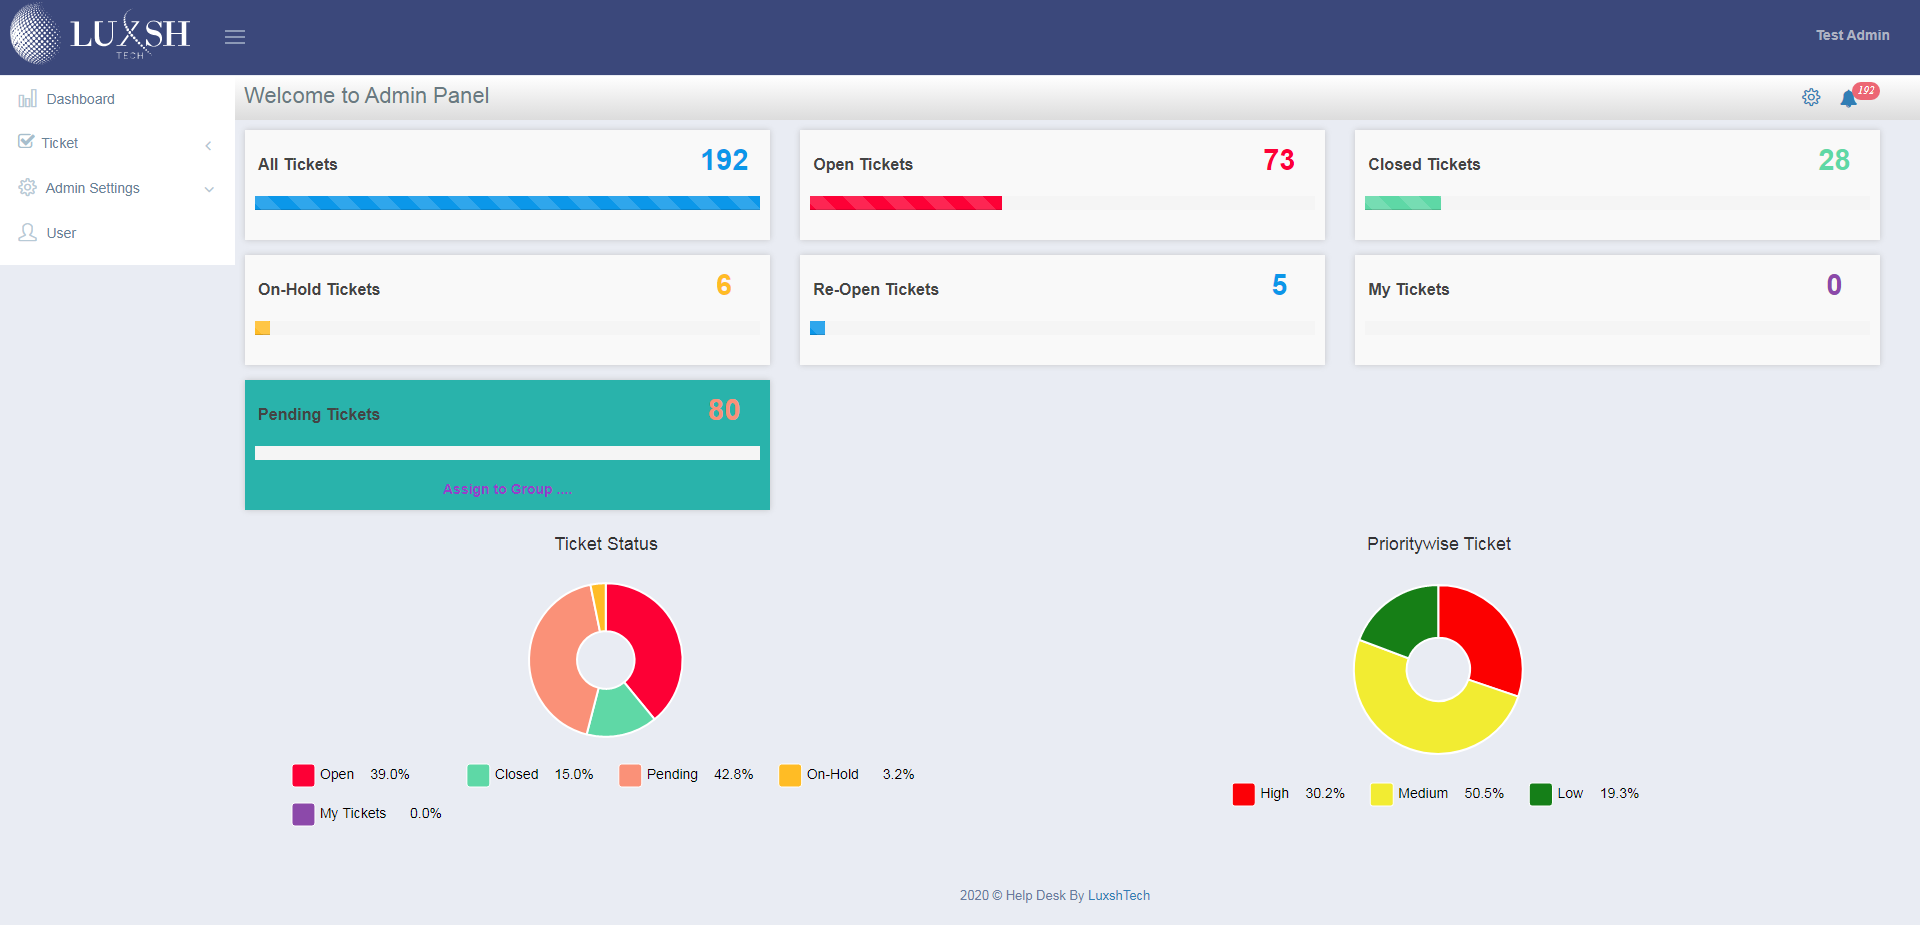 LUXSH
TECH
Test Admin
Dashboard
Ticket
Admin Settings
User
Welcome to Admin Panel
192
All Tickets 192
Open Tickets 73
Closed Tickets 28
On-Hold Tickets 6
Re-Open Tickets 5
My Tickets 0
Pending Tickets 80
Assign to Group ....
Ticket Status
Open 39.0% Closed 15.0% Pending 42.8% On-Hold 3.2%
My Tickets 0.0%
Prioritywise Ticket
High 30.2% Medium 50.5% Low 19.3%
2020 © Help Desk By LuxshTech